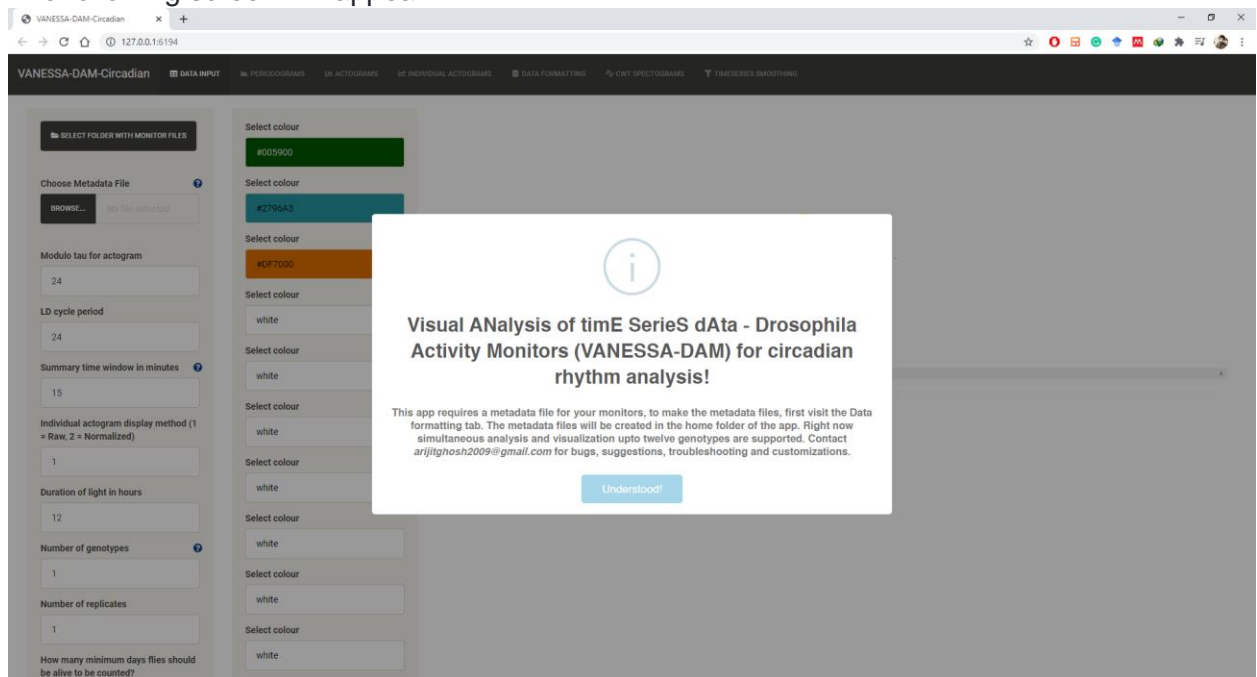 VANESSA-DAM-Circadian
127.0.0.1:6194
VANESSA-DAM-Circadian DATA INPUT PERIODOGRAMS ACTOGRAMS INDIVIDUAL ACTOGRAMS DATA FORMATTING CWT SPECTOGRAMS TIMESERIES SMOOTHING
SELECT FOLDER WITH MONITOR FILES
Choose Metadata File
BROWSE... No file selected
Modulo tau for actogram
24
LD cycle period
24
Summary time window in minutes
15
Individual actogram display method (1
= Raw, 2 = Normalized)
1
Duration of light in hours
12
Number of genotypes
1
Number of replicates
1
How many minimum days flies should
be alive to be counted?
Select colour
#005900
Select colour
#2796A3
Select colour
#DF7000
Select colour
white
Select colour
white
Select colour
white
Select colour
white
Select colour
white
Select colour
white
Select colour
white
Visual ANalysis of timE SerieS dAta - Drosophila
Activity Monitors (VANESSA-DAM) for circadian
rhythm analysis!
This app requires a metadata file for your monitors, to make the metadata files, first visit the Data
formatting tab. The metadata files will be created in the home folder of the app. Right now
simultaneous analysis and visualization upto twelve genotypes are supported. Contact
arijitghosh2009@gmail.com for bugs, suggestions, troubleshooting and customizations.
Understood!